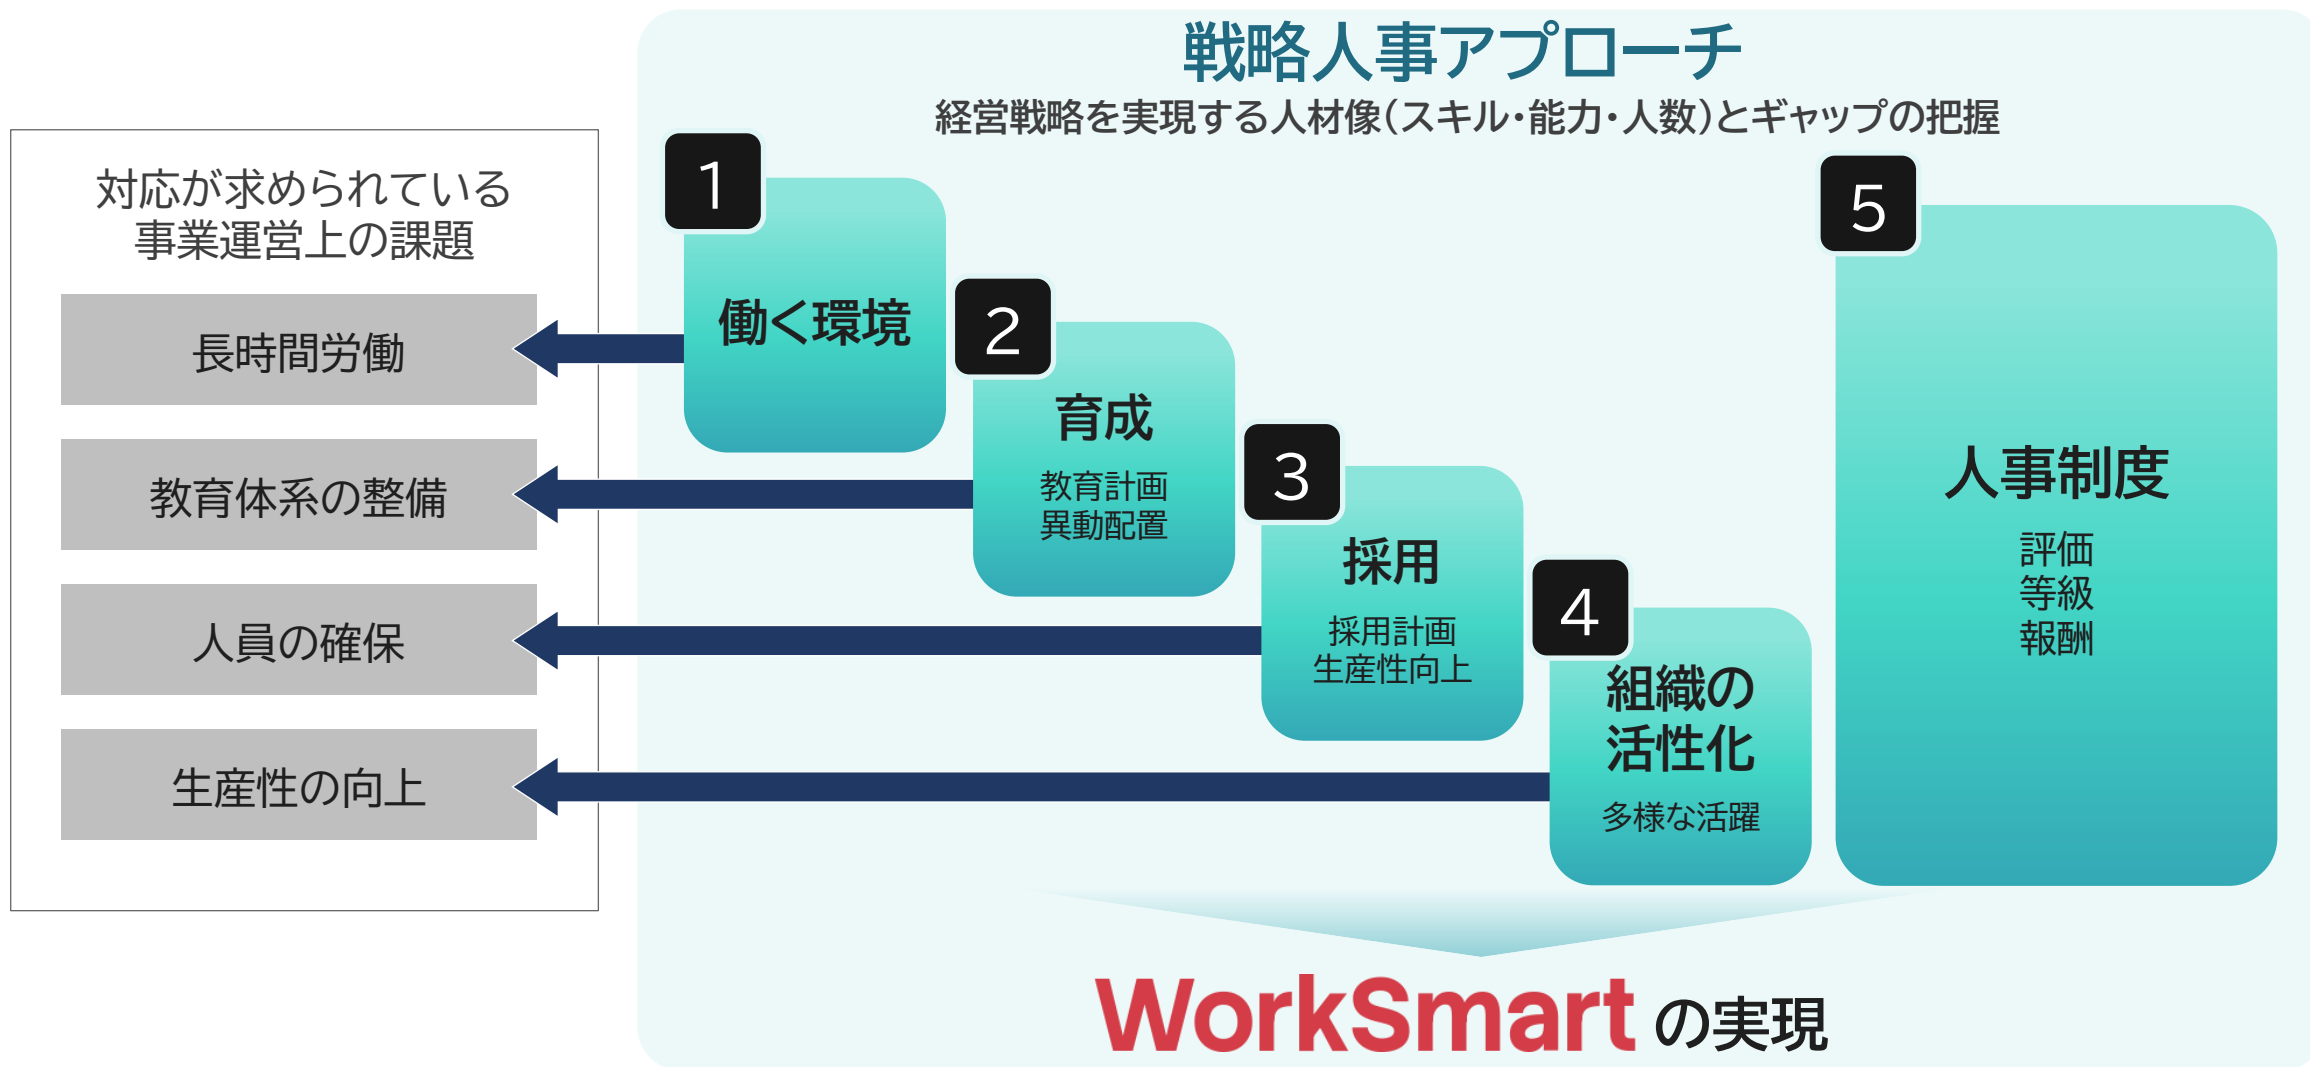 戦略人事アプローチ
経営戦略を実現する人材像（スキル・能力・人数）とギャップの把握
対応が求められている
事業運営上の課題
長時間労働
教育体系の整備
人員の確保
生産性の向上
1
働く環境
2
育成
教育計画
異動配置
3
採用
採用計画
生産性向上
4
組織の
活性化
多様な活躍
5
人事制度
評価
等級
報酬
WorkSmart の実現